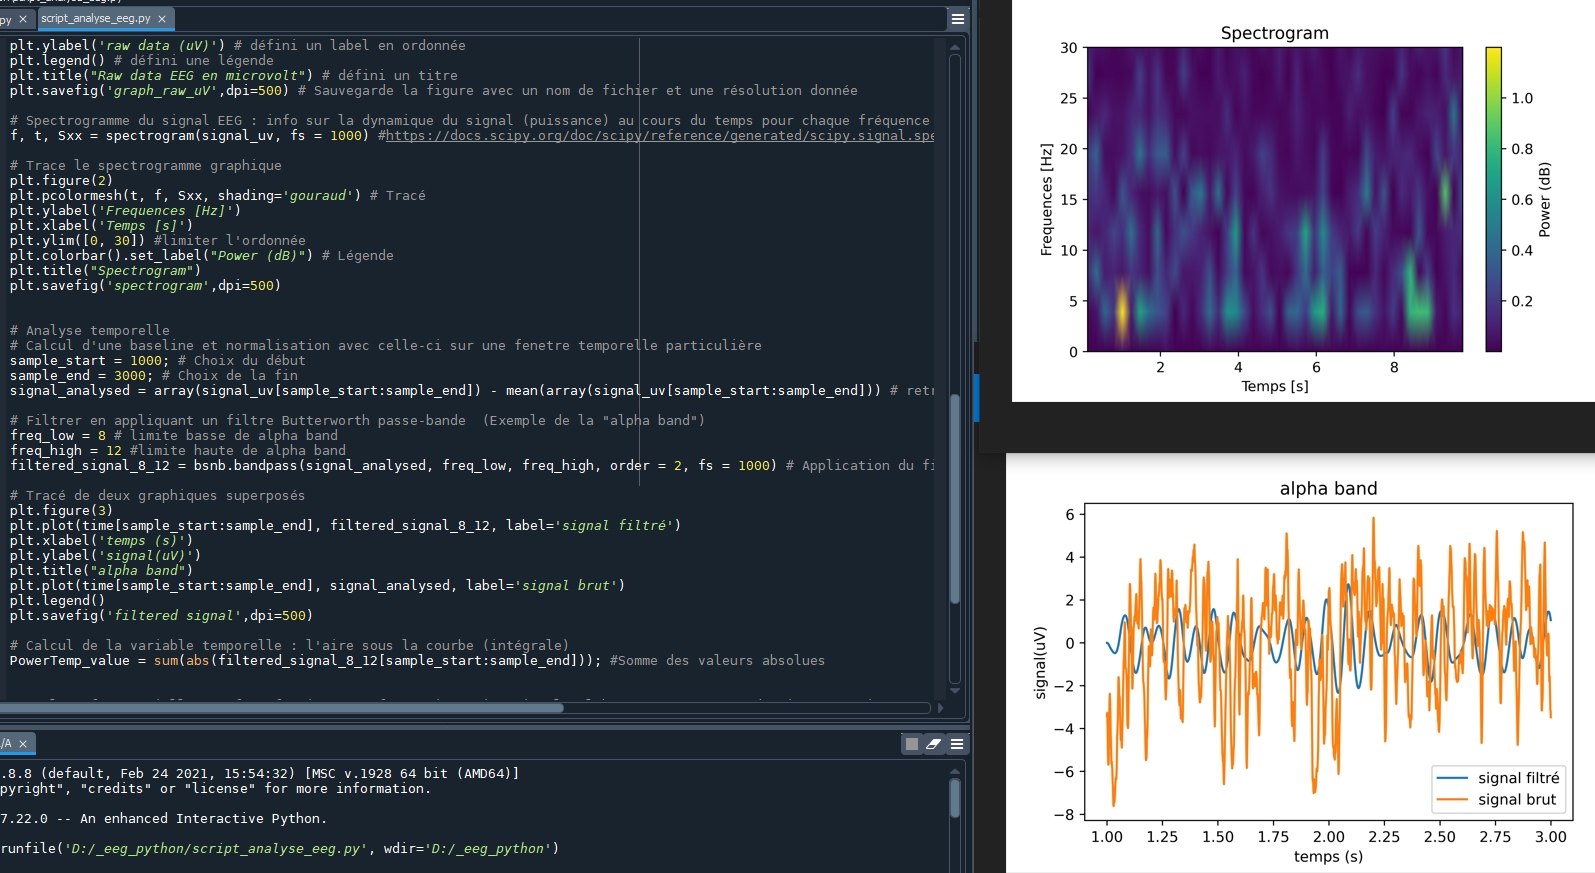 py ✕ script_analyse_eeg.py ✕
plt.ylabel('raw data (uV)') # défini un label en ordonnée
plt.legend() # défini une légende
plt.title("Raw data EEG en microvolt") # défini un titre
plt.savefig('graph_raw_uV',dpi=500) # Sauvegarde la figure avec un nom de fichier et une résolution donnée
# Spectrogramme du signal EEG : info sur la dynamique du signal (puissance) au cours du temps pour chaque fréquence
f, t, Sxx = spectrogram(signal_uv, fs = 1000) #https://docs.scipy.org/doc/scipy/reference/generated/scipy.signal.spe
# Trace le spectrogramme graphique
plt.figure(2)
plt.pcolormesh(t, f, Sxx, shading='gouraud') # Tracé
plt.ylabel('Frequences [Hz]')
plt.xlabel('Temps [s]')
plt.ylim([0, 30]) #limiter l'ordonnée
plt.colorbar().set_label("Power (dB)") # Légende
plt.title("Spectrogram")
plt.savefig('spectrogram',dpi=500)
# Analyse temporelle
# Calcul d'une baseline et normalisation avec celle-ci sur une fenetre temporelle particulière
sample_start = 1000; # Choix du début
sample_end = 3000; # Choix de la fin
signal_analysed = array(signal_uv[sample_start:sample_end]) - mean(array(signal_uv[sample_start:sample_end])) # retr
# Filtrer en appliquant un filtre Butterworth passe-bande  (Exemple de la "alpha band")
freq_low = 8 # limite basse de alpha band
freq_high = 12 #limite haute de alpha band
filtered_signal_8_12 = bsnb.bandpass(signal_analysed, freq_low, freq_high, order = 2, fs = 1000) # Application du fi
# Tracé de deux graphiques superposés
plt.figure(3)
plt.plot(time[sample_start:sample_end], filtered_signal_8_12, label='signal filtré')
plt.xlabel('temps (s)')
plt.ylabel('signal(uV)')
plt.title("alpha band")
plt.plot(time[sample_start:sample_end], signal_analysed, label='signal brut')
plt.legend()
plt.savefig('filtered signal',dpi=500)
# Calcul de la variable temporelle : l'aire sous la courbe (intégrale)
PowerTemp_value = sum(abs(filtered_signal_8_12[sample_start:sample_end])); #Somme des valeurs absolues
/A ✕
.8.8 (default, Feb 24 2021, 15:54:32) [MSC v.1928 64 bit (AMD64)]
pyright", "credits" or "license" for more information.
7.22.0 -- An enhanced Interactive Python.
runfile('D:/_eeg_python/script_analyse_eeg.py', wdir='D:/_eeg_python')
Spectrogram
30
25
20
15
10
5
0
Frequences [Hz]
2 4 6 8
Temps [s]
1.0
0.8
0.6
0.4
0.2
Power (dB)
alpha band
6
4
2
0
−2
−4
−6
−8
signal(uV)
signal filtré
signal brut
1.00 1.25 1.50 1.75 2.00 2.25 2.50 2.75 3.00
temps (s)